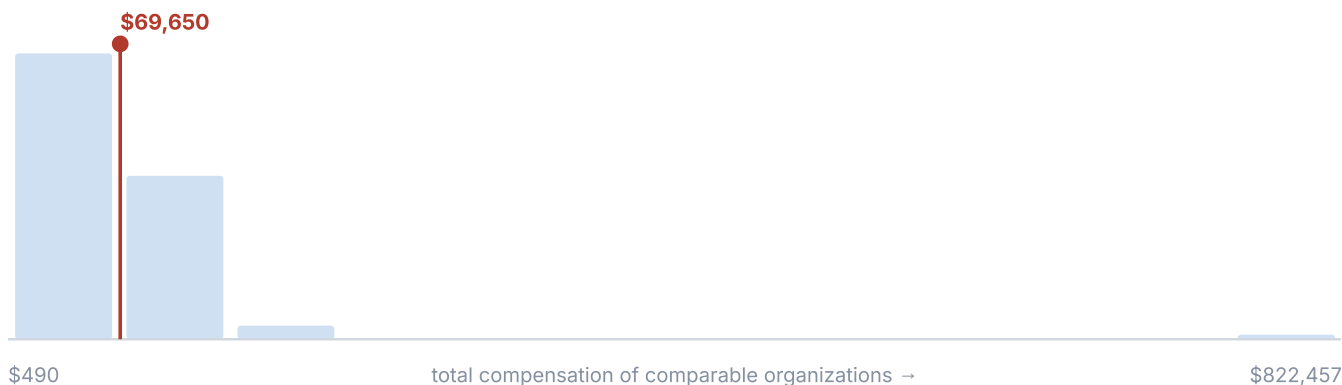 $69,650
$490 total compensation of comparable organizations → $822,457